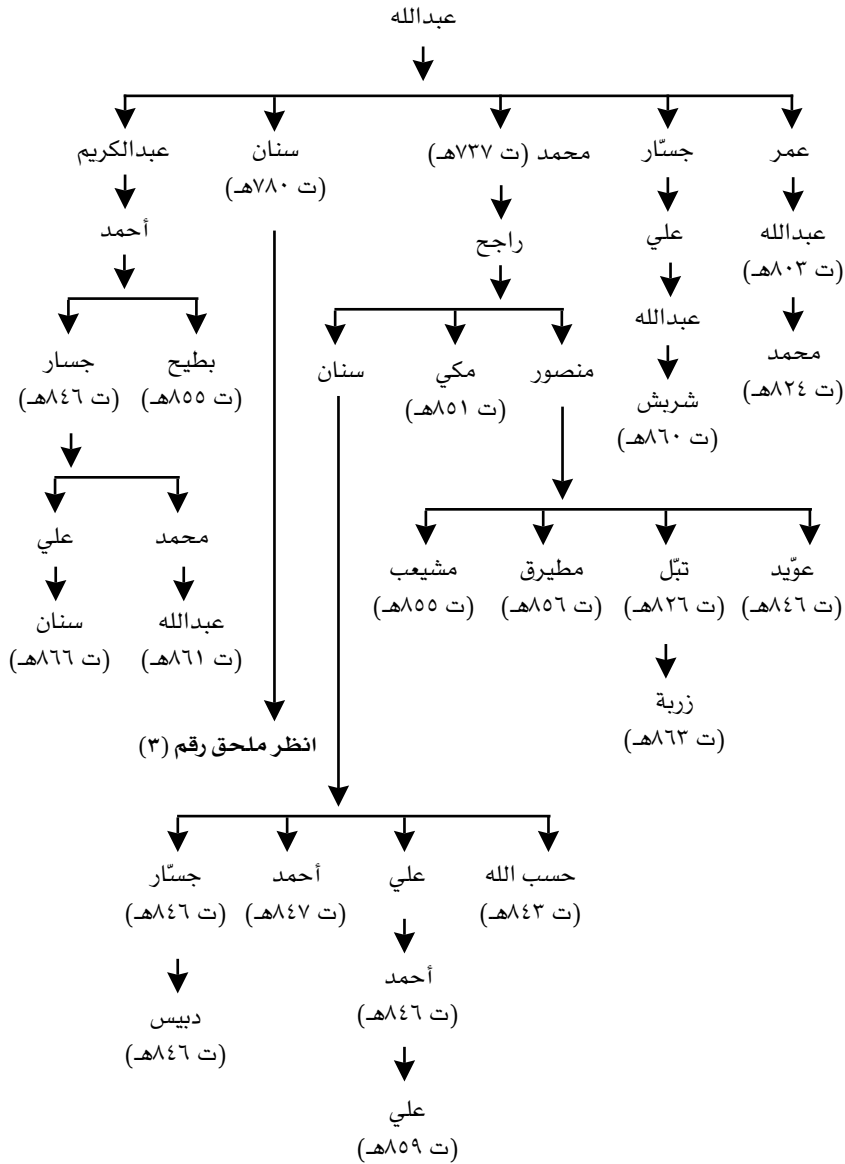 عبدالله
عمر
جسّار
محمد (ت ٧٣٧هـ)
سنان
(ت ٧٨٠هـ)
عبدالكريم
عبدالله
(ت ٨٠٣هـ)
علي
راجح
أحمد
محمد
(ت ٨٢٤هـ)
عبدالله
شربش
(ت ٨٦٠هـ)
منصور
مكي
(ت ٨٥١هـ)
سنان
بطيح
(ت ٨٥٥هـ)
جسار
(ت ٨٤٦هـ)
عوّيد
(ت ٨٤٦هـ)
تبّل
(ت ٨٢٦هـ)
مطيرق
(ت ٨٥٦هـ)
مشيعب
(ت ٨٥٥هـ)
محمد
علي
عبدالله
(ت ٨٦١هـ)
سنان
(ت ٨٦٦هـ)
زربة
(ت ٨٦٣هـ)
انظر ملحق رقم (٣)
حسب الله
(ت ٨٤٣هـ)
علي
أحمد
(ت ٨٤٧هـ)
جسّار
(ت ٨٤٦هـ)
أحمد
(ت ٨٤٦هـ)
دبيس
(ت ٨٤٦هـ)
علي
(ت ٨٥٩هـ)